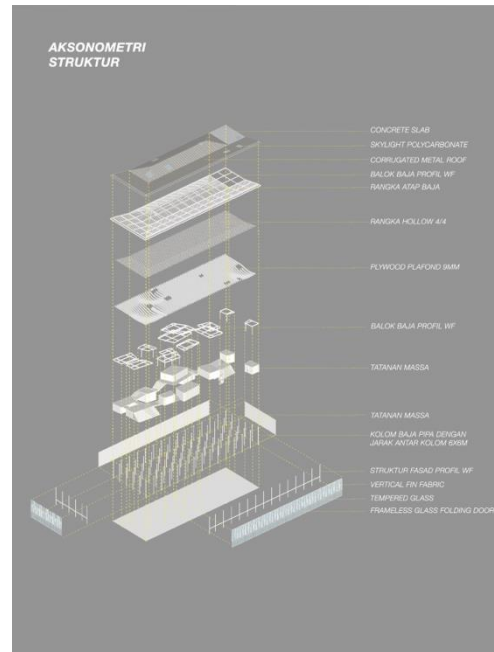 AKSONOMETRI
STRUKTUR
CONCRETE SLAB
SKYLIGHT POLYCARBONATE
CORRUGATED METAL ROOF
BALOK BAJA PROFIL WF
RANGKA ATAP BAJA
RANGKA HOLLOW 4/4
PLYWOOD PLAFOND 9MM
BALOK BAJA PROFIL WF
TATANAN MASSA
TATANAN MASSA
KOLOM BAJA PIPA DENGAN
JARAK ANTAR KOLOM 6X6M
STRUKTUR FASAD PROFIL WF
VERTICAL FIN FABRIC
TEMPERED GLASS
FRAMELESS GLASS FOLDING DOOR